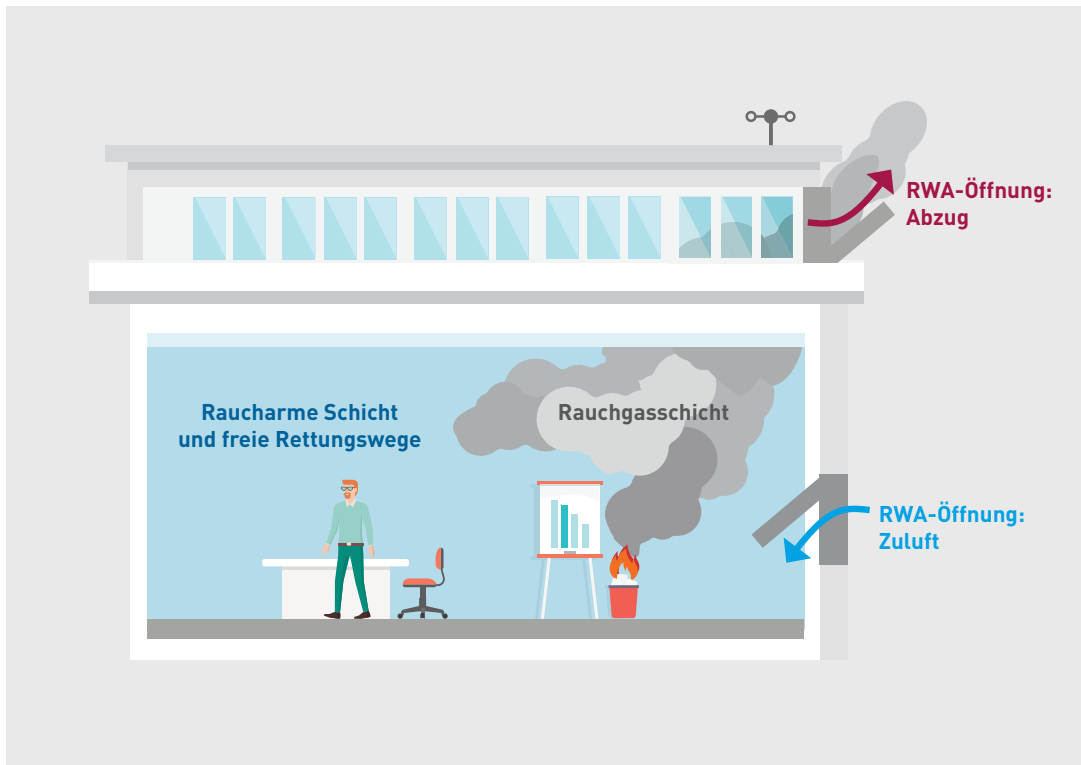 RWA-Öffnung:
Abzug
Raucharme Schicht
und freie Rettungswege
Rauchgasschicht
RWA-Öffnung:
Zuluft